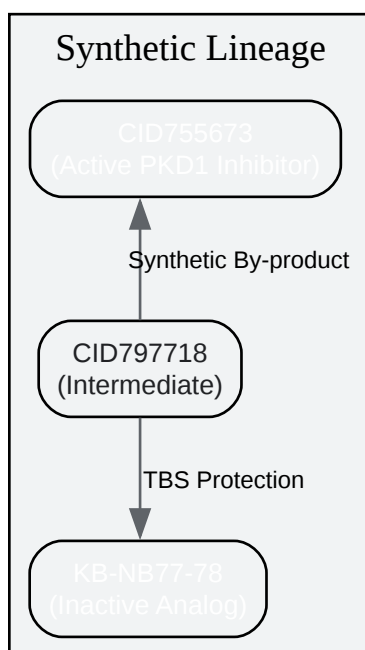 Synthetic Lineage
CID755673
(Active PKD1 Inhibitor)
Synthetic By-product
CID797718
(Intermediate)
TBS Protection
KB-NB77-78
(Inactive Analog)